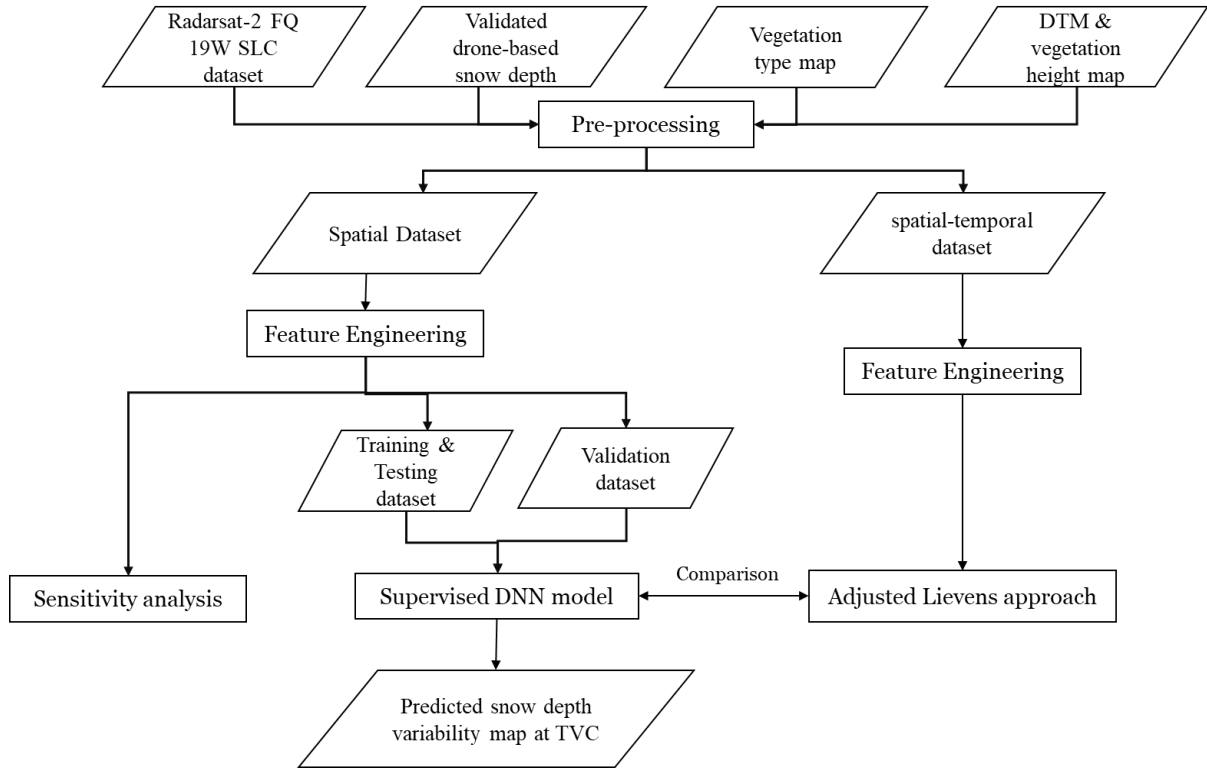 Radarsat-2 FQ
19W SLC
dataset
Validated
drone-based
snow depth
Vegetation
type map
DTM &
vegetation
height map
Pre-processing
Spatial Dataset
spatial-temporal
dataset
Feature Engineering
Feature Engineering
Training &
Testing
dataset
Validation
dataset
Sensitivity analysis
Supervised DNN model
Comparison
Adjusted Lievens approach
Predicted snow depth
variability map at TVC